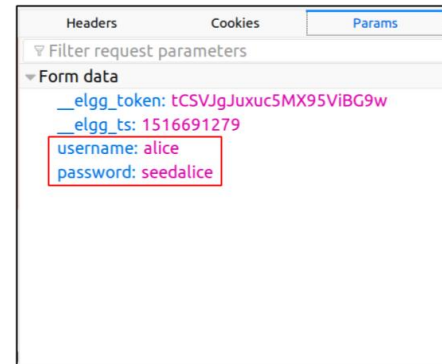 Headers Cookies Params
Filter request parameters
Form data
__elgg_token: tCSVJgJuxuc5MX95ViBG9w
__elgg_ts: 1516691279
username: alice
password: seedalice